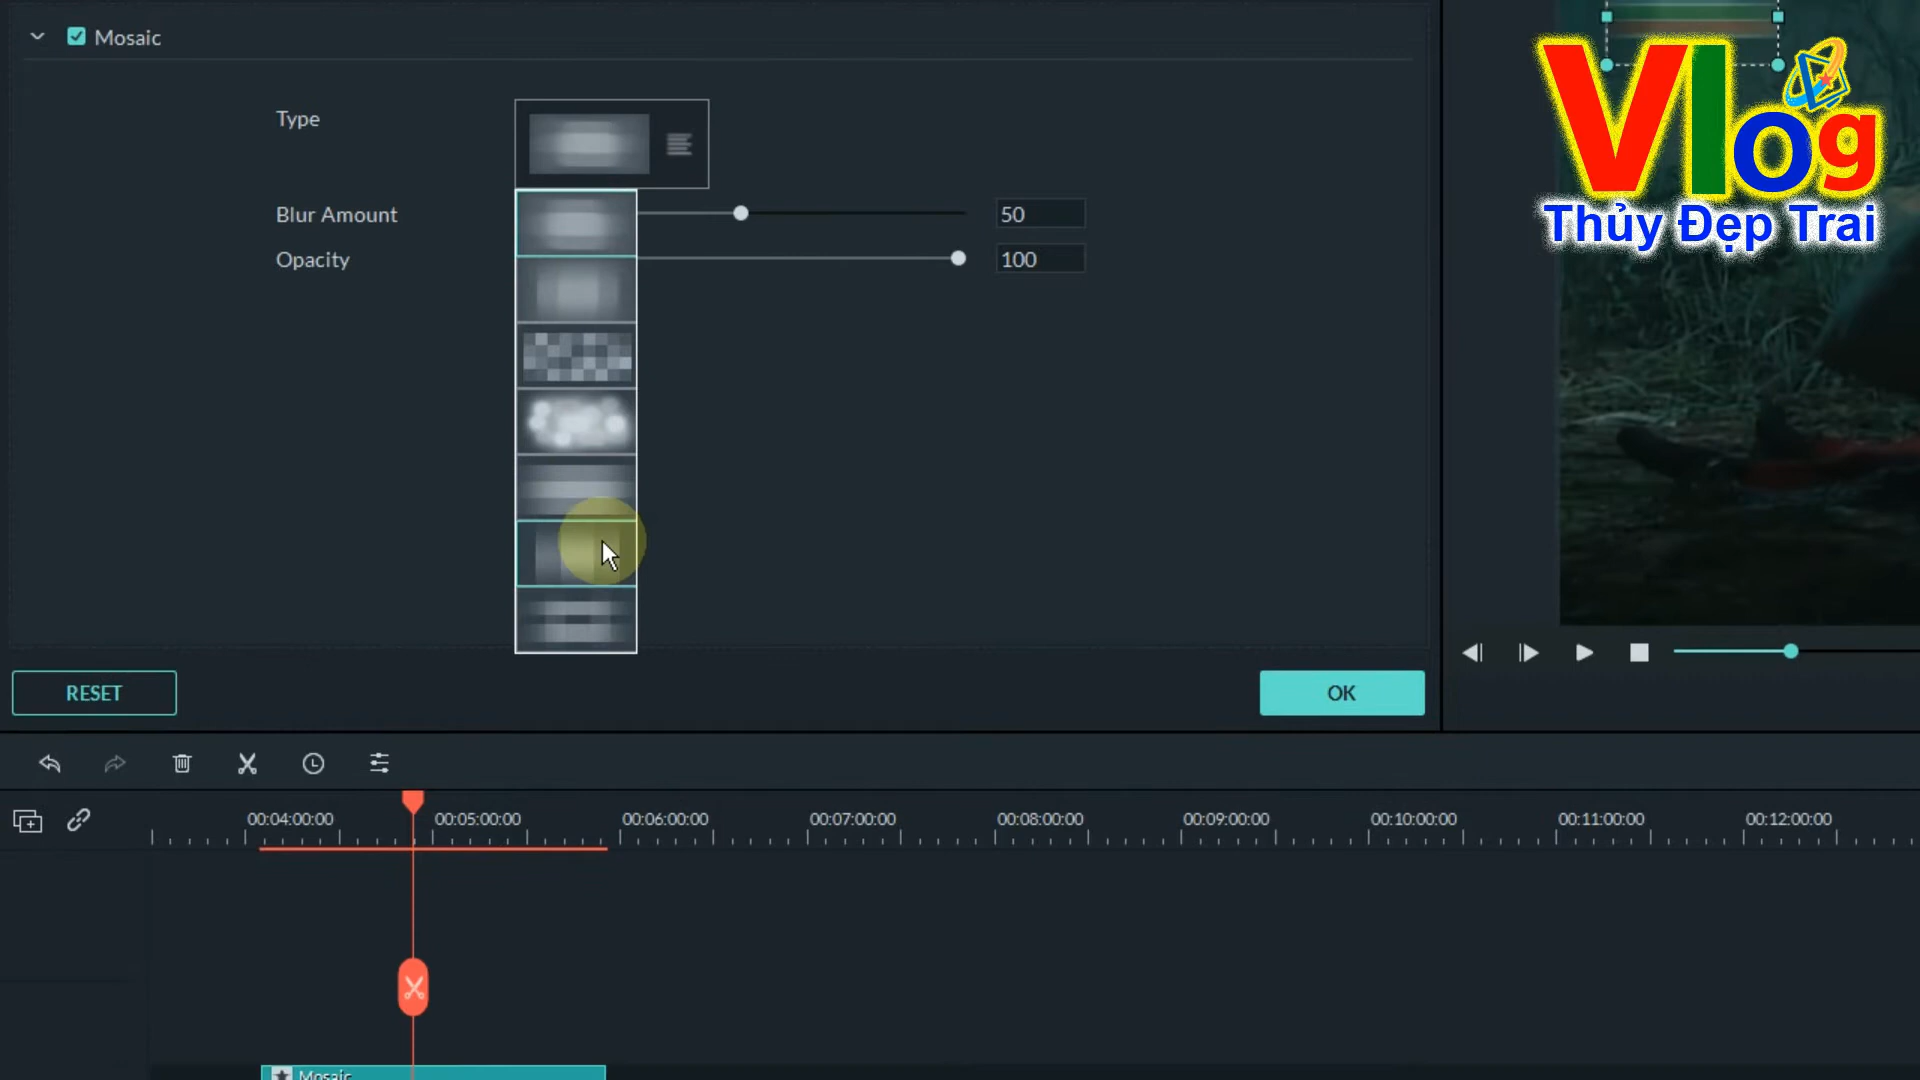 Mosaic
Type
Blur Amount
50
Opacity
100
RESET
OK
Vlog
Thủy Đẹp Trai
00:04:00:00
00:05:00:00
00:06:00:00
00:07:00:00
00:08:00:00
00:09:00:00
00:10:00:00
00:11:00:00
00:12:00:00
Mosaic